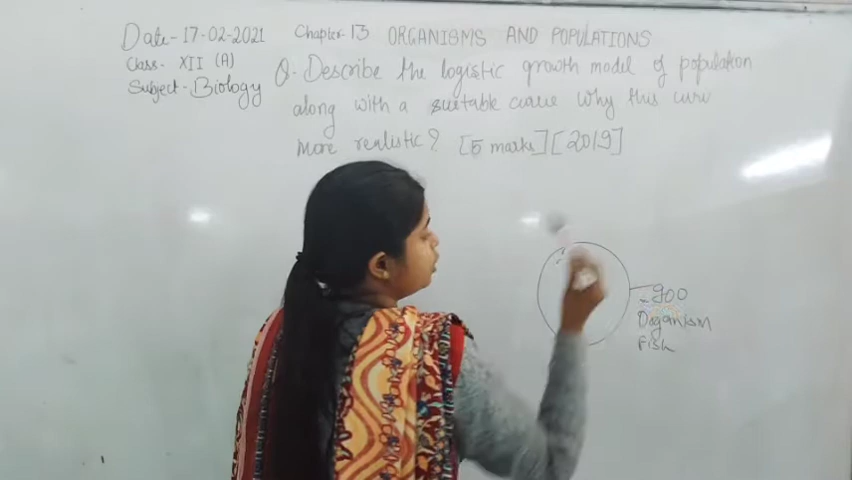 Date - 17-02-2021 Chapter- 13 ORGANISMS AND POPULATIONS
Class- XII (A)
Subject - Biology
Q. Describe the logistic growth model of population
along with a suitable curve why this curv
more realistic? [5 marks] [2019]
- 900
Organism
Fish